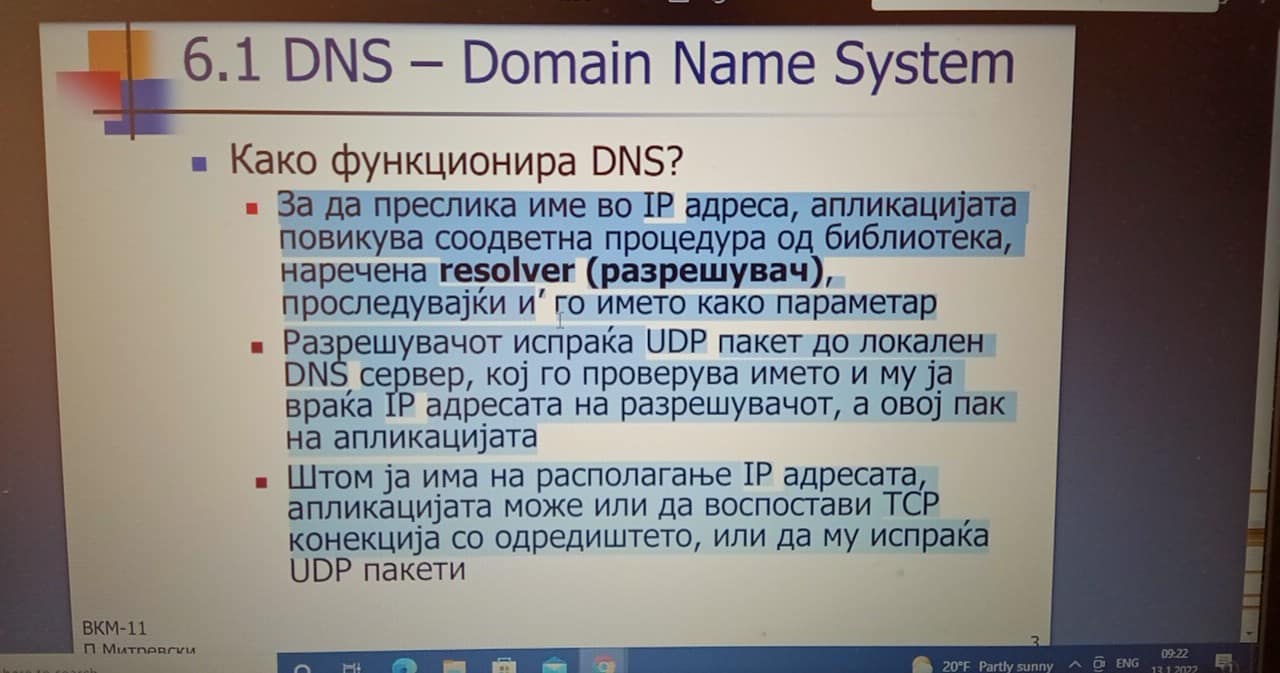 6.1 DNS – Domain Name System
Како функционира DNS?
За да преслика име во IP адреса, апликацијата
повикува соодветна процедура од библиотека,
наречена resolver (разрешувач),
проследувајќи и’ го името како параметар
Разрешувачот испраќа UDP пакет до локален
DNS сервер, кој го проверува името и му ја
враќа IP адресата на разрешувачот, а овој пак
на апликацијата
Штом ја има на располагање IP адресата,
апликацијата може или да воспостави TCP
конекција со одредиштето, или да му испраќа
UDP пакети
ВКМ-11
П.Митревски
3
here to search
20°F Partly sunny
ENG
09:22
13.1.2022